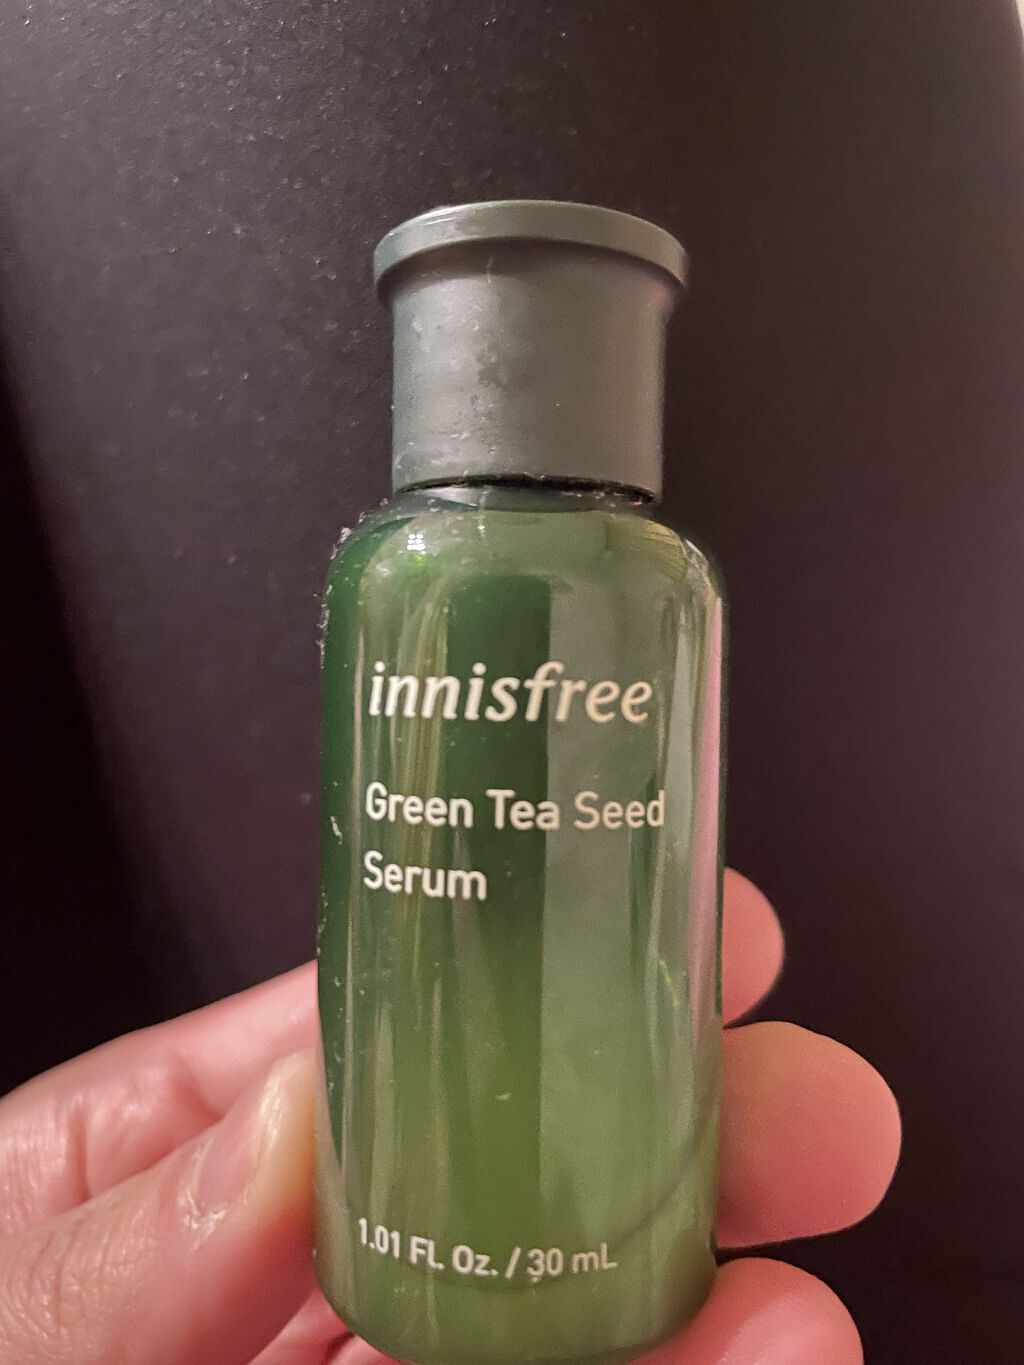 innisfree
Green Tea Seed
Serum
1.01 FL. Oz. / 30 mL